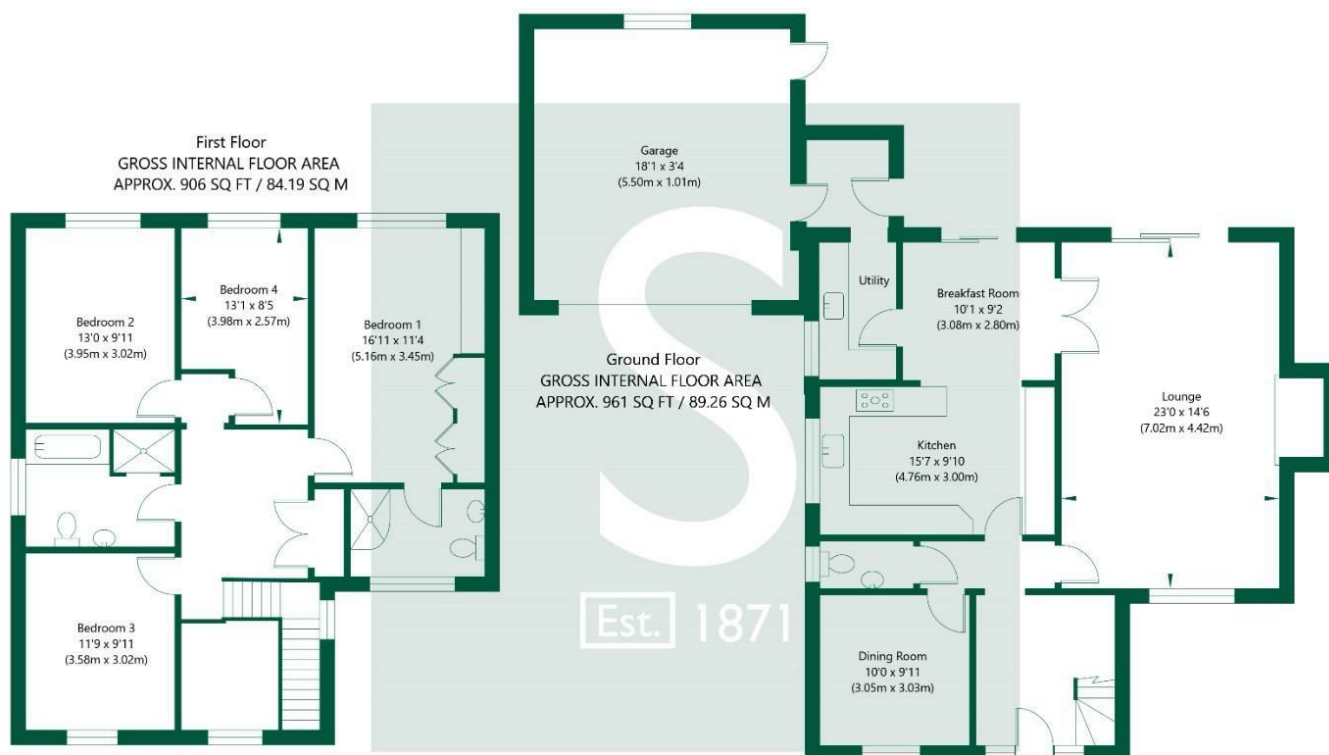 First Floor
GROSS INTERNAL FLOOR AREA
APPROX. 906 SQ FT / 84.19 SQ M
Bedroom 2
13'0 x 9'11
(3.95m x 3.02m)
Bedroom 4
13'1 x 8'5
(3.98m x 2.57m)
Bedroom 1
16'11 x 11'4
(5.16m x 3.45m)
Bedroom 3
11'9 x 9'11
(3.58m x 3.02m)
Garage
18'1 x 3'4
(5.50m x 1.01m)
Ground Floor
GROSS INTERNAL FLOOR AREA
APPROX. 961 SQ FT / 89.26 SQ M
Utility
Breakfast Room
10'1 x 9'2
(3.08m x 2.80m)
Lounge
23'0 x 14'6
(7.02m x 4.42m)
Kitchen
15'7 x 9'10
(4.76m x 3.00m)
Dining Room
10'0 x 9'11
(3.05m x 3.03m)
S
Est. 1871